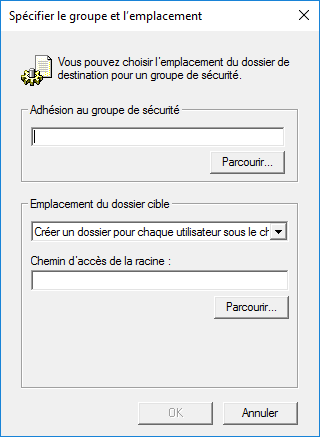 Spécifier le groupe et l'emplacement
Vous pouvez choisir l'emplacement du dossier de
destination pour un groupe de sécurité.
Adhésion au groupe de sécurité
Parcourir...
Emplacement du dossier cible
Créer un dossier pour chaque utilisateur sous le ch
Chemin d'accès de la racine :
Parcourir...
OK
Annuler